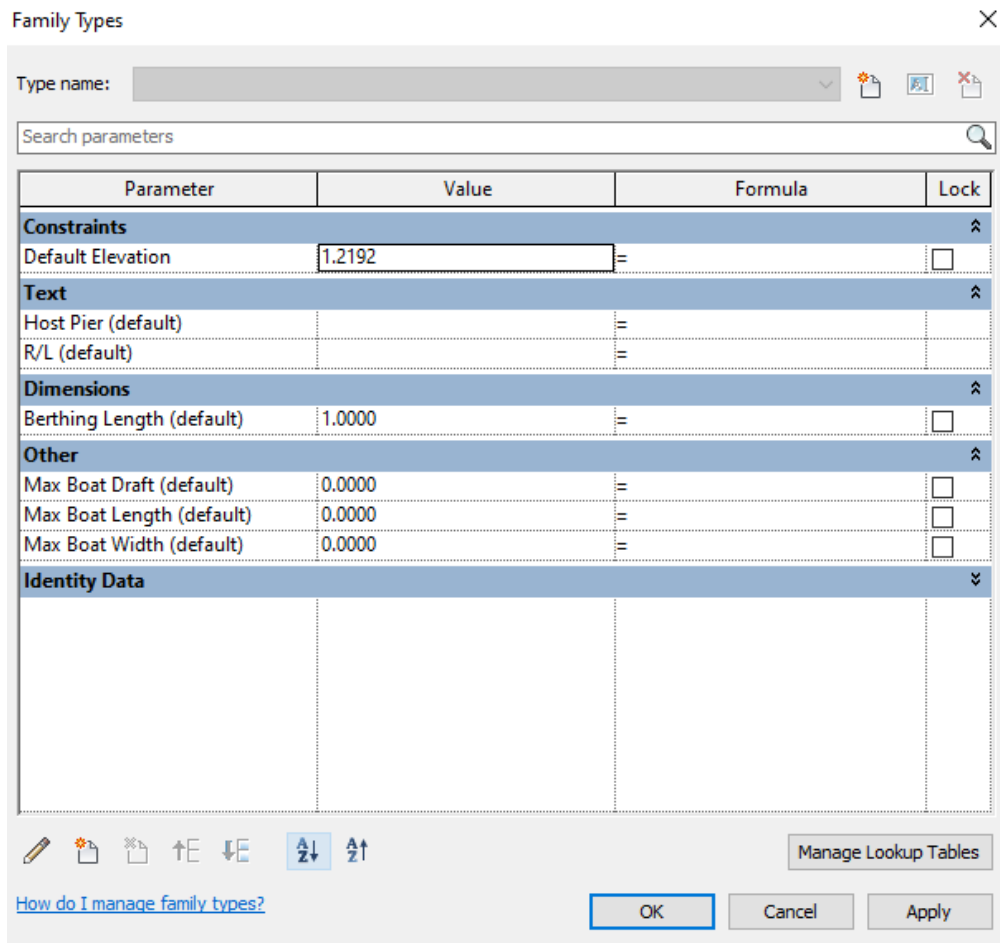 Family Types
Type name:
Search parameters
Parameter Value Formula Lock
Constraints
Default Elevation 1.2192 =
Text
Host Pier (default) =
R/L (default) =
Dimensions
Berthing Length (default) 1.0000 =
Other
Max Boat Draft (default) 0.0000 =
Max Boat Length (default) 0.0000 =
Max Boat Width (default) 0.0000 =
Identity Data
Manage Lookup Tables
How do I manage family types?
OK Cancel Apply